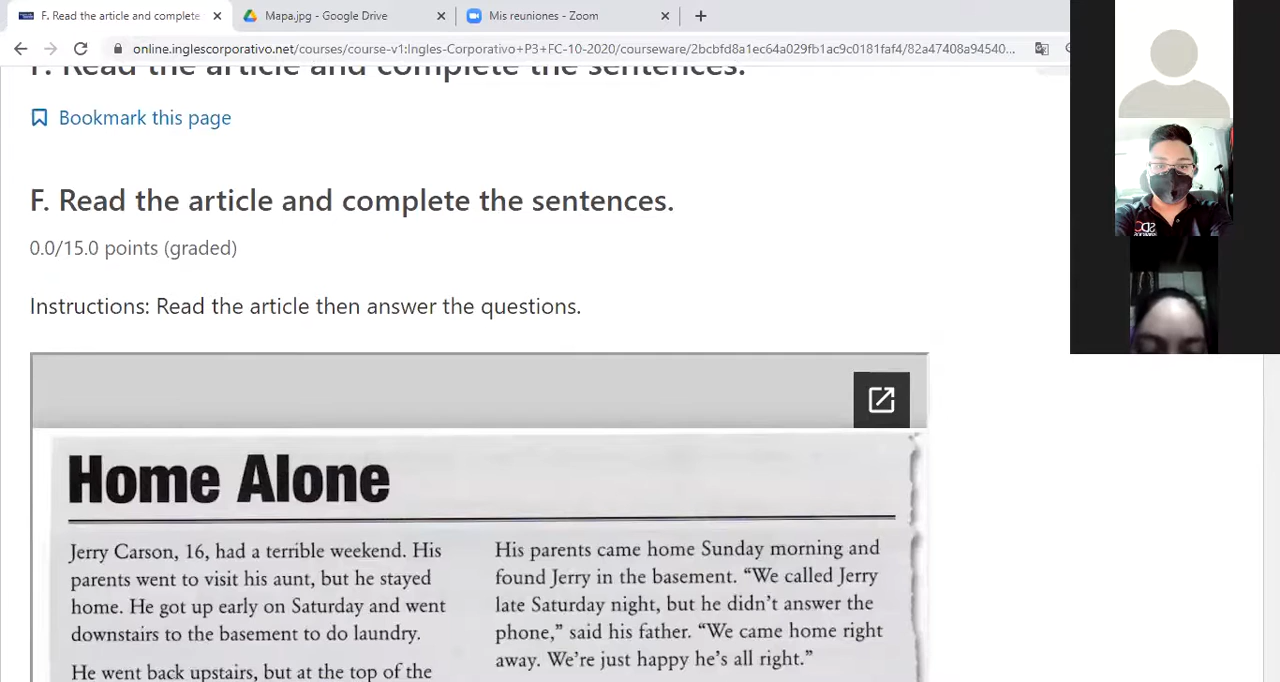 F. Read the article and complete
Mapa.jpg - Google Drive
Mis reuniones - Zoom
online.inglescorporativo.net/courses/course-v1:Ingles-Corporativo+P3+FC-10-2020/courseware/2bcbfd8a1ec64a029fb1ac9c0181faf4/82a47408a94540...
F. Read the article and complete the sentences.
Bookmark this page
F. Read the article and complete the sentences.
0.0/15.0 points (graded)
Instructions: Read the article then answer the questions.
Home Alone
Jerry Carson, 16, had a terrible weekend. His
parents went to visit his aunt, but he stayed
home. He got up early on Saturday and went
downstairs to the basement to do laundry.
He went back upstairs, but at the top of the
His parents came home Sunday morning and
found Jerry in the basement. “We called Jerry
late Saturday night, but he didn’t answer the
phone,” said his father. “We came home right
away. We’re just happy he’s all right.”